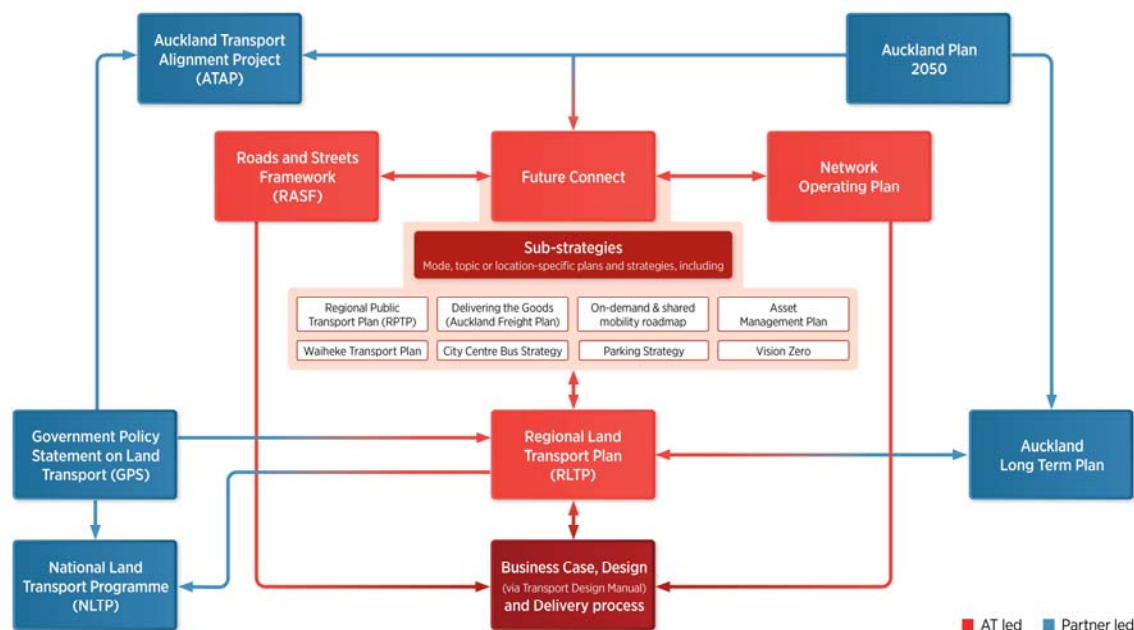 Auckland Transport
Alignment Project
(ATAP)
Auckland Plan
2050
Roads and Streets
Framework
(RASF)
Future Connect
Network
Operating Plan
Sub-strategies
Mode, topic or location-specific plans and strategies, including
Regional Public
Transport Plan (RPTP)
Delivering the Goods
(Auckland Freight Plan)
On-demand & shared
mobility roadmap
Asset
Management Plan
Waiheke Transport Plan
City Centre Bus Strategy
Parking Strategy
Vision Zero
Government Policy
Statement on Land
Transport (GPS)
Regional Land
Transport Plan
(RLTP)
Auckland
Long Term Plan
National Land
Transport Programme
(NLTP)
Business Case, Design
(via Transport Design Manual)
and Delivery process
AT led
Partner led